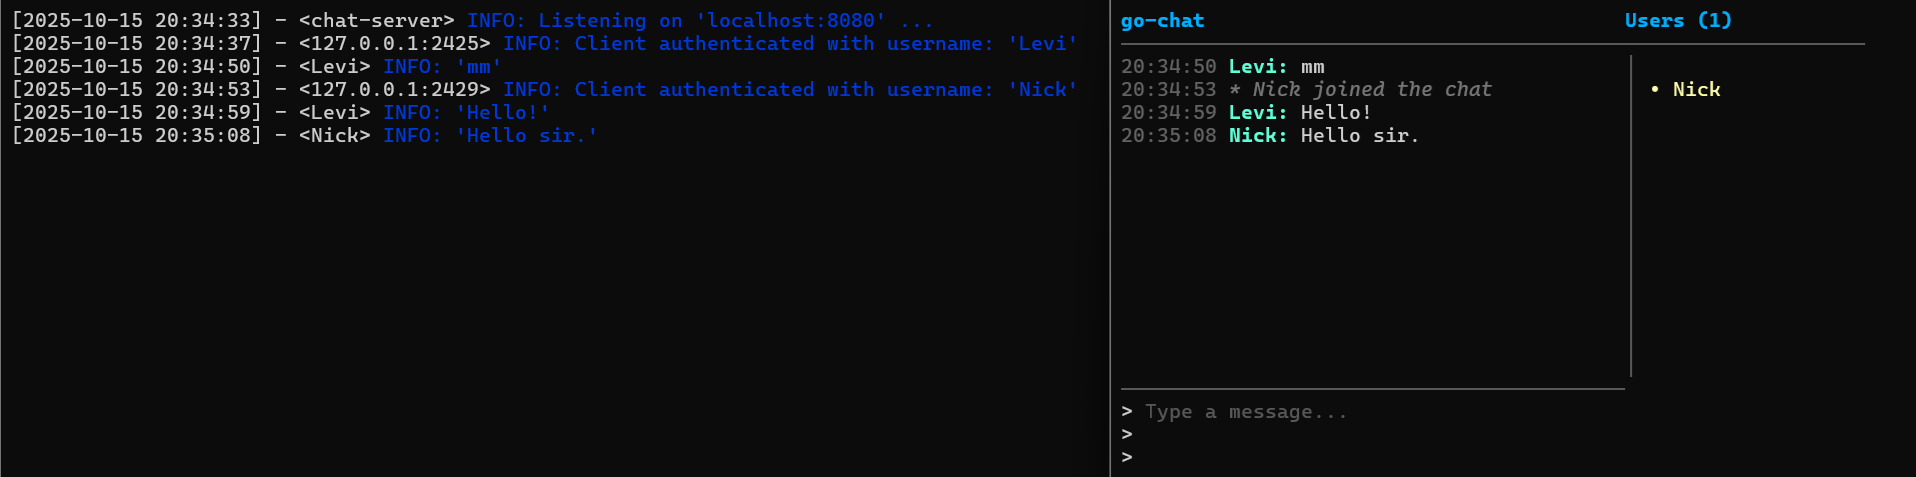 [2025-10-15 20:34:33] - <chat-server> INFO: Listening on 'localhost:8080' ...
[2025-10-15 20:34:37] - <127.0.0.1:2425> INFO: Client authenticated with username: 'Levi'
[2025-10-15 20:34:50] - <Levi> INFO: 'mm'
[2025-10-15 20:34:53] - <127.0.0.1:2429> INFO: Client authenticated with username: 'Nick'
[2025-10-15 20:34:59] - <Levi> INFO: 'Hello!'
[2025-10-15 20:35:08] - <Nick> INFO: 'Hello sir.'
go-chat
20:34:50 Levi: mm
20:34:53 * Nick joined the chat
20:34:59 Levi: Hello!
20:35:08 Nick: Hello sir.
> Type a message...
>
>
Users (1)
• Nick